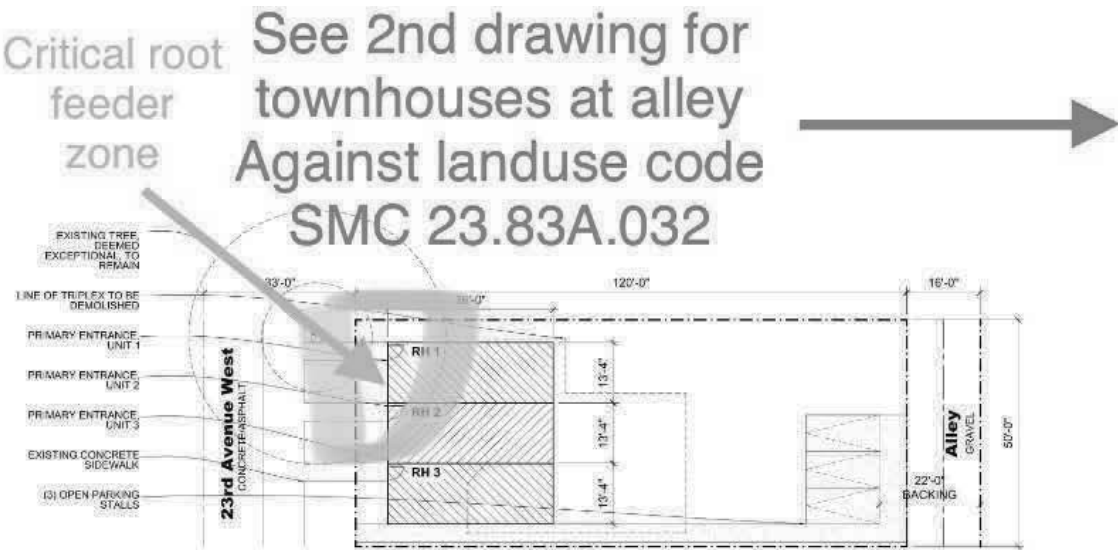 Critical root
feeder
zone
See 2nd drawing for
townhouses at alley
Against landuse code
SMC 23.83A.032
EXISTING TREE,
DEEMED
EXCEPTIONAL, TO
REMAIN
LINE OF TRIPLEX TO BE
DEMOLISHED
PRIMARY ENTRANCE,
UNIT 1
PRIMARY ENTRANCE,
UNIT 2
PRIMARY ENTRANCE,
UNIT 3
EXISTING CONCRETE
SIDEWALK
(3) OPEN PARKING
STALLS
33'-0"
120'-0"
16'-0"
23rd Avenue West
CONCRETE/ASPHALT
RH 1
RH 2
RH 3
13'-4"
13'-4"
13'-4"
22'-0"
BACKING
Alley
GRAVEL
50'-0"